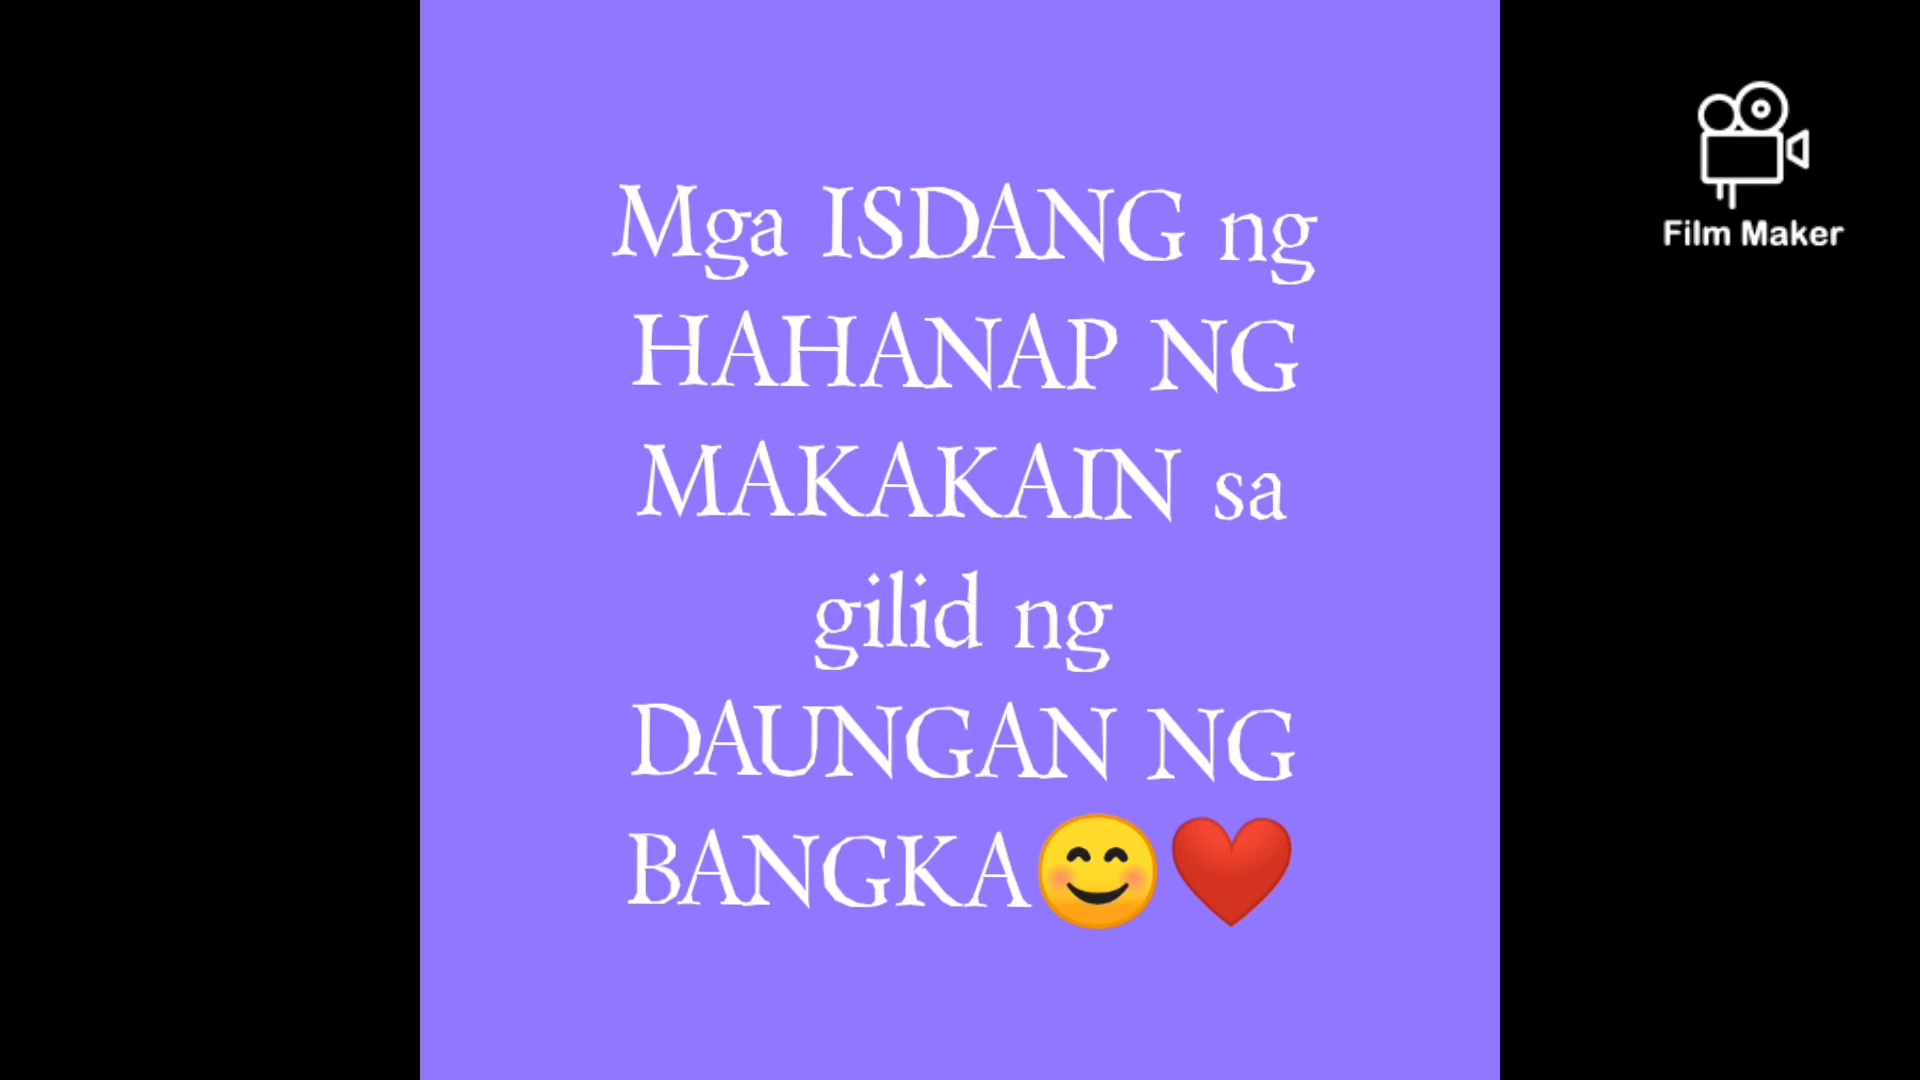 Mga ISDANG ng
HAHANAP NG
MAKAKAIN sa
gilid ng
DAUNGAN NG
BANGKA😊❤️
Film Maker